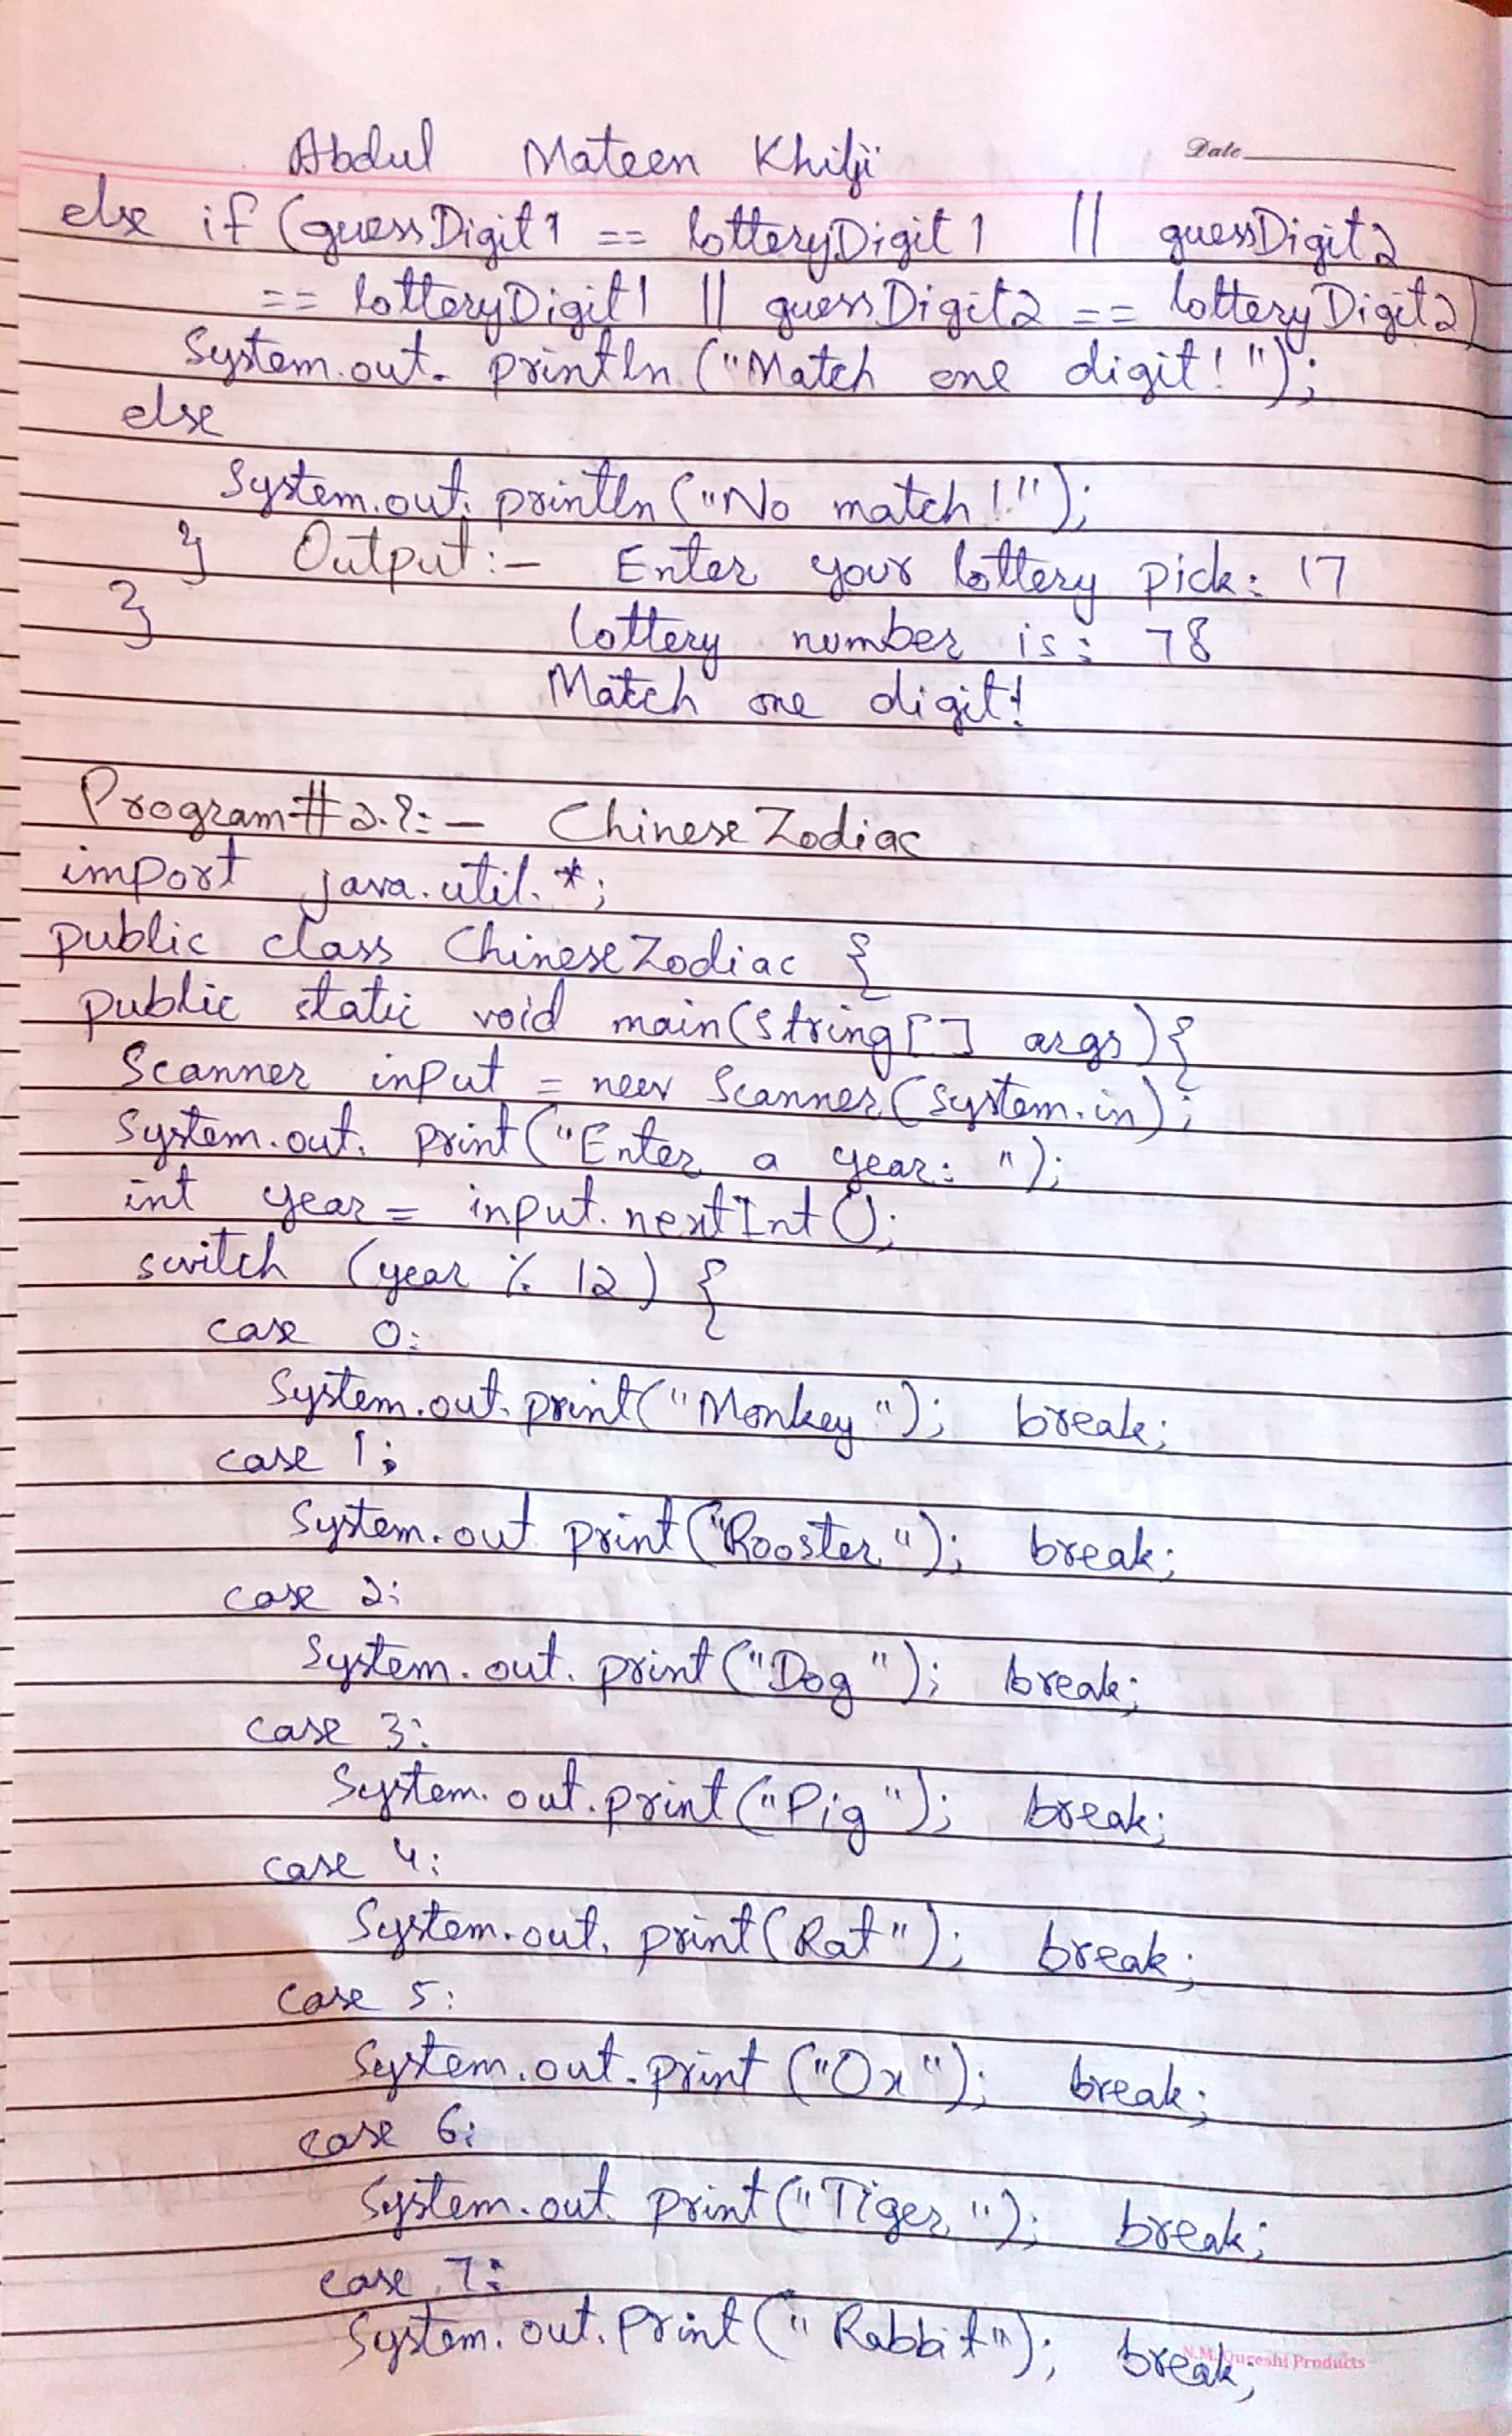 Abdul Mateen Khilji
Date
else if (guessDigit1 == lotteryDigit1 || guessDigit2
== lotteryDigit1 || guessDigit2 == lotteryDigit2)
System.out.println("Match one digit!");
else
System.out.println("No match!");
} Output:- Enter your lottery pick: 17
}
lottery number is: 78
Match one digit!
Program#2.9:- ChineseZodiac
import java.util.*;
public class ChineseZodiac {
public static void main(String[] args){
Scanner input = new Scanner(System.in);
System.out.print("Enter a year: ");
int year = input.nextInt();
switch (year % 12) {
case 0:
System.out.print("Monkey"); break;
case 1:
System.out print("Rooster"); break;
case 2:
System.out.print("Dog"); break;
case 3:
System.out.print("Pig"); break;
case 4:
System.out.print(Rat"); break;
case 5:
System.out.print("Ox"); break;
case 6:
System.out print("Tiger"); break;
case 7:
System.out.print("Rabbit"); break;
N.M. Qureshi Products